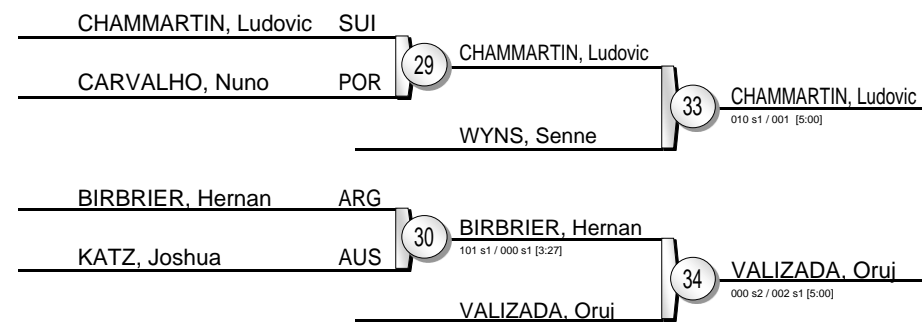 CHAMMARTIN, Ludovic SUI
29
CHAMMARTIN, Ludovic
CARVALHO, Nuno POR
33
CHAMMARTIN, Ludovic
010 s1 / 001 [5:00]
WYNS, Senne
BIRBRIER, Hernan ARG
30
BIRBRIER, Hernan
101 s1 / 000 s1 [3:27]
KATZ, Joshua AUS
34
VALIZADA, Oruj
000 s2 / 002 s1 [5:00]
VALIZADA, Oruj